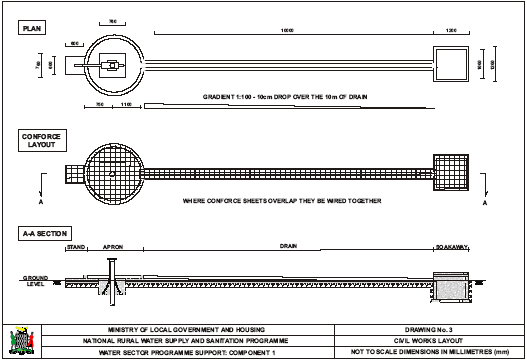 PLAN
700
10000
1200
600
700
600
1000
1200
700
1100
GRADIENT 1:100 - 10cm DROP OVER THE 10m OF DRAIN
CONFORCE
LAYOUT
A
A
WHERE CONFORCE SHEETS OVERLAP THEY BE WIRED TOGETHER
A-A SECTION
STAND
APRON
DRAIN
SOAKAWAY
GROUND
LEVEL
MINISTRY OF LOCAL GOVERNMENT AND HOUSING
DRAWING No. 3
NATIONAL RURAL WATER SUPPLY AND SANITATION PROGRAMME
CIVIL WORKS LAYOUT
WATER SECTOR PROGRAMME SUPPORT: COMPONENT 1
NOT TO SCALE DIMENSIONS IN MILLIMETRES (mm)